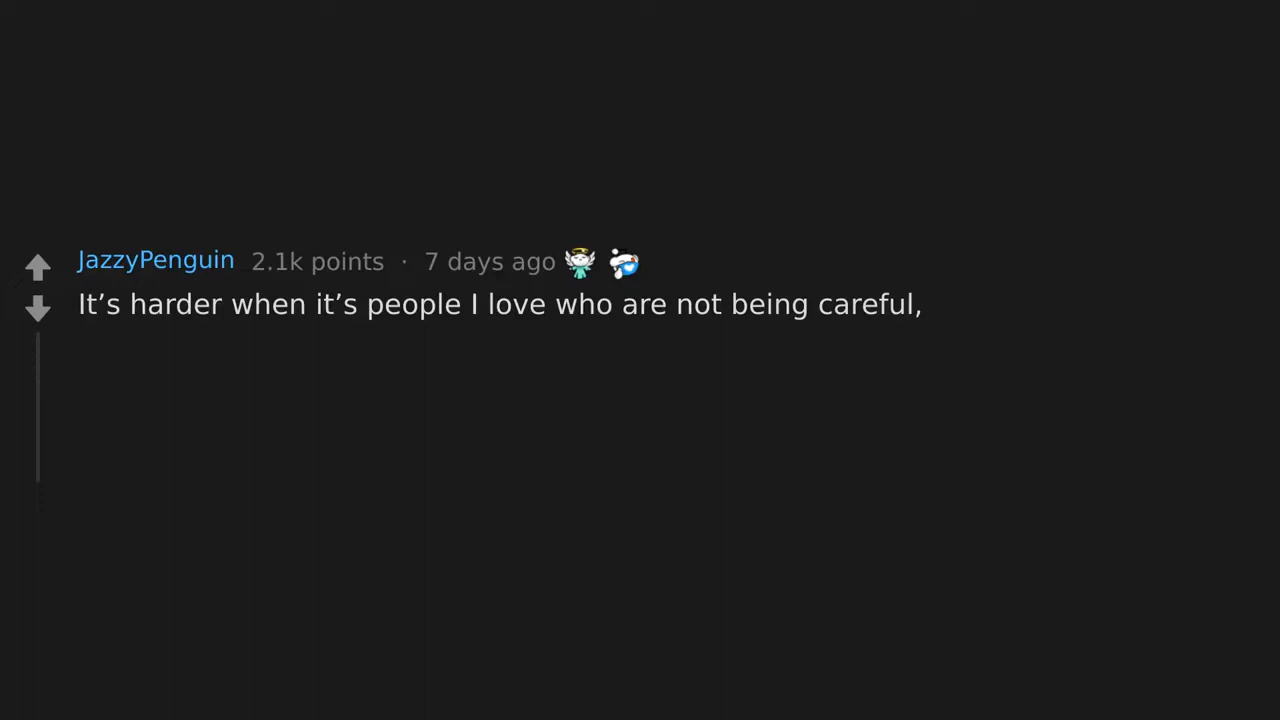 JazzyPenguin 2.1k points · 7 days ago
It’s harder when it’s people I love who are not being careful,